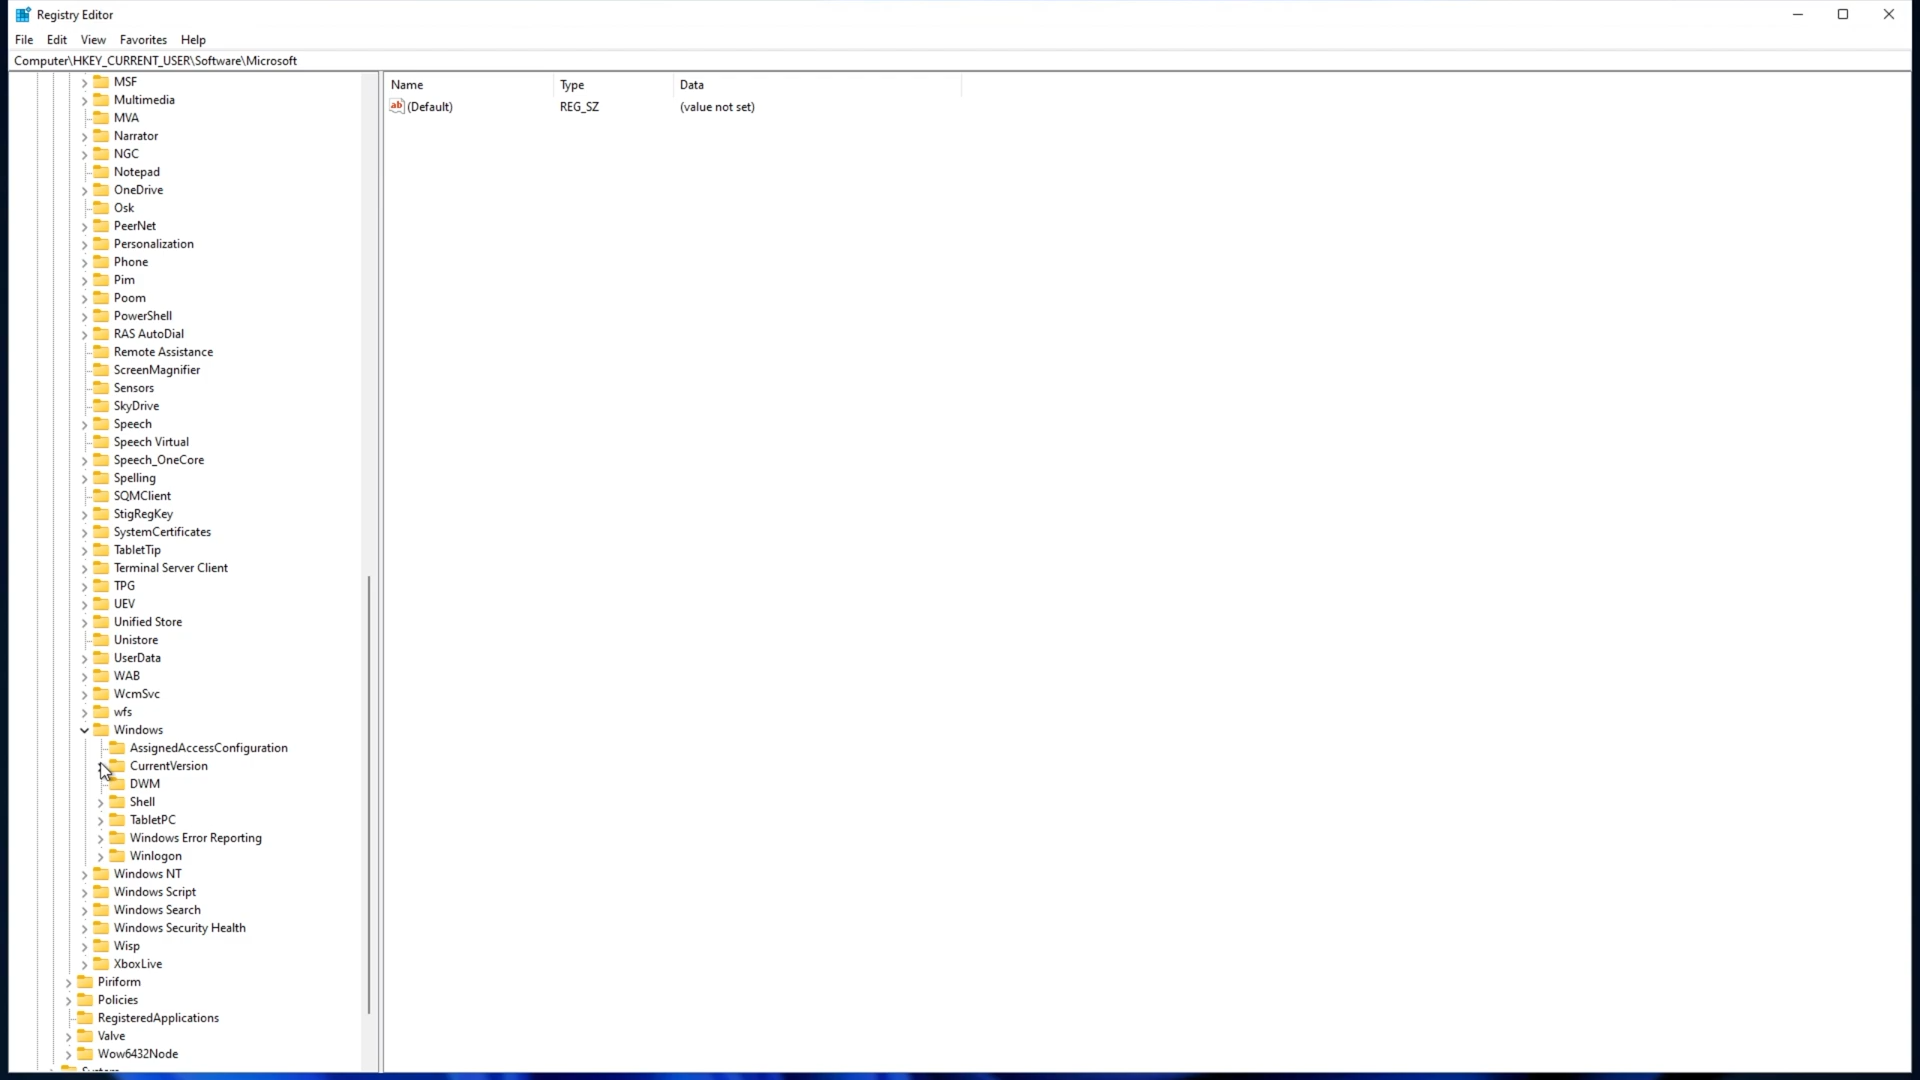 Registry Editor
File Edit View Favorites Help
Computer\HKEY_CURRENT_USER\Software\Microsoft
MSF
Multimedia
MVA
Narrator
NGC
Notepad
OneDrive
Osk
PeerNet
Personalization
Phone
Pim
Poom
PowerShell
RAS AutoDial
Remote Assistance
ScreenMagnifier
Sensors
SkyDrive
Speech
Speech Virtual
Speech_OneCore
Spelling
SQMClient
StigRegKey
SystemCertificates
TabletTip
Terminal Server Client
TPG
UEV
Unified Store
Unistore
UserData
WAB
WcmSvc
wfs
Windows
AssignedAccessConfiguration
CurrentVersion
DWM
Shell
TabletPC
Windows Error Reporting
Winlogon
Windows NT
Windows Script
Windows Search
Windows Security Health
Wisp
XboxLive
Piriform
Policies
RegisteredApplications
Valve
Wow6432Node
Name Type Data
ab (Default) REG_SZ (value not set)